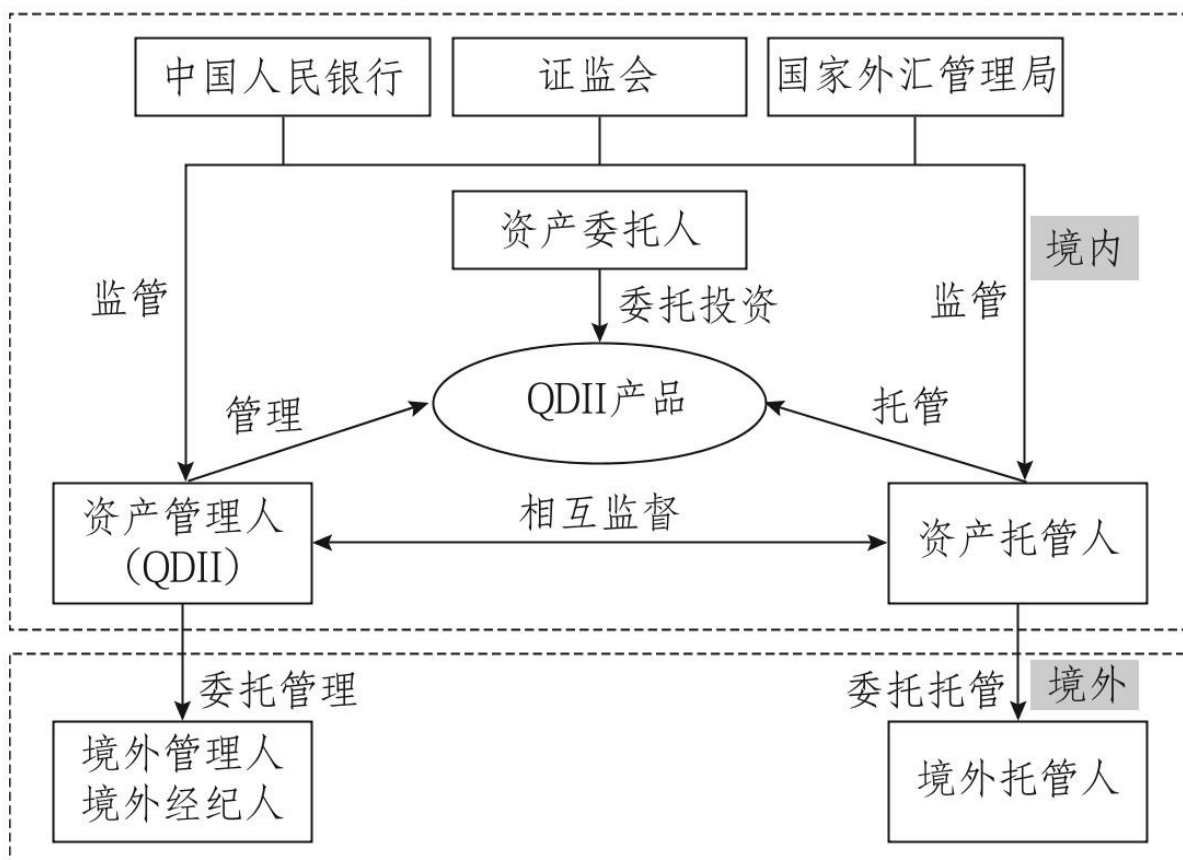 中国人民银行
证监会
国家外汇管理局
资产委托人
境内
监管
委托投资
监管
QDII产品
管理
托管
资产管理人
（QDII）
相互监督
资产托管人
委托管理
委托托管
境外
境外管理人
境外经纪人
境外托管人